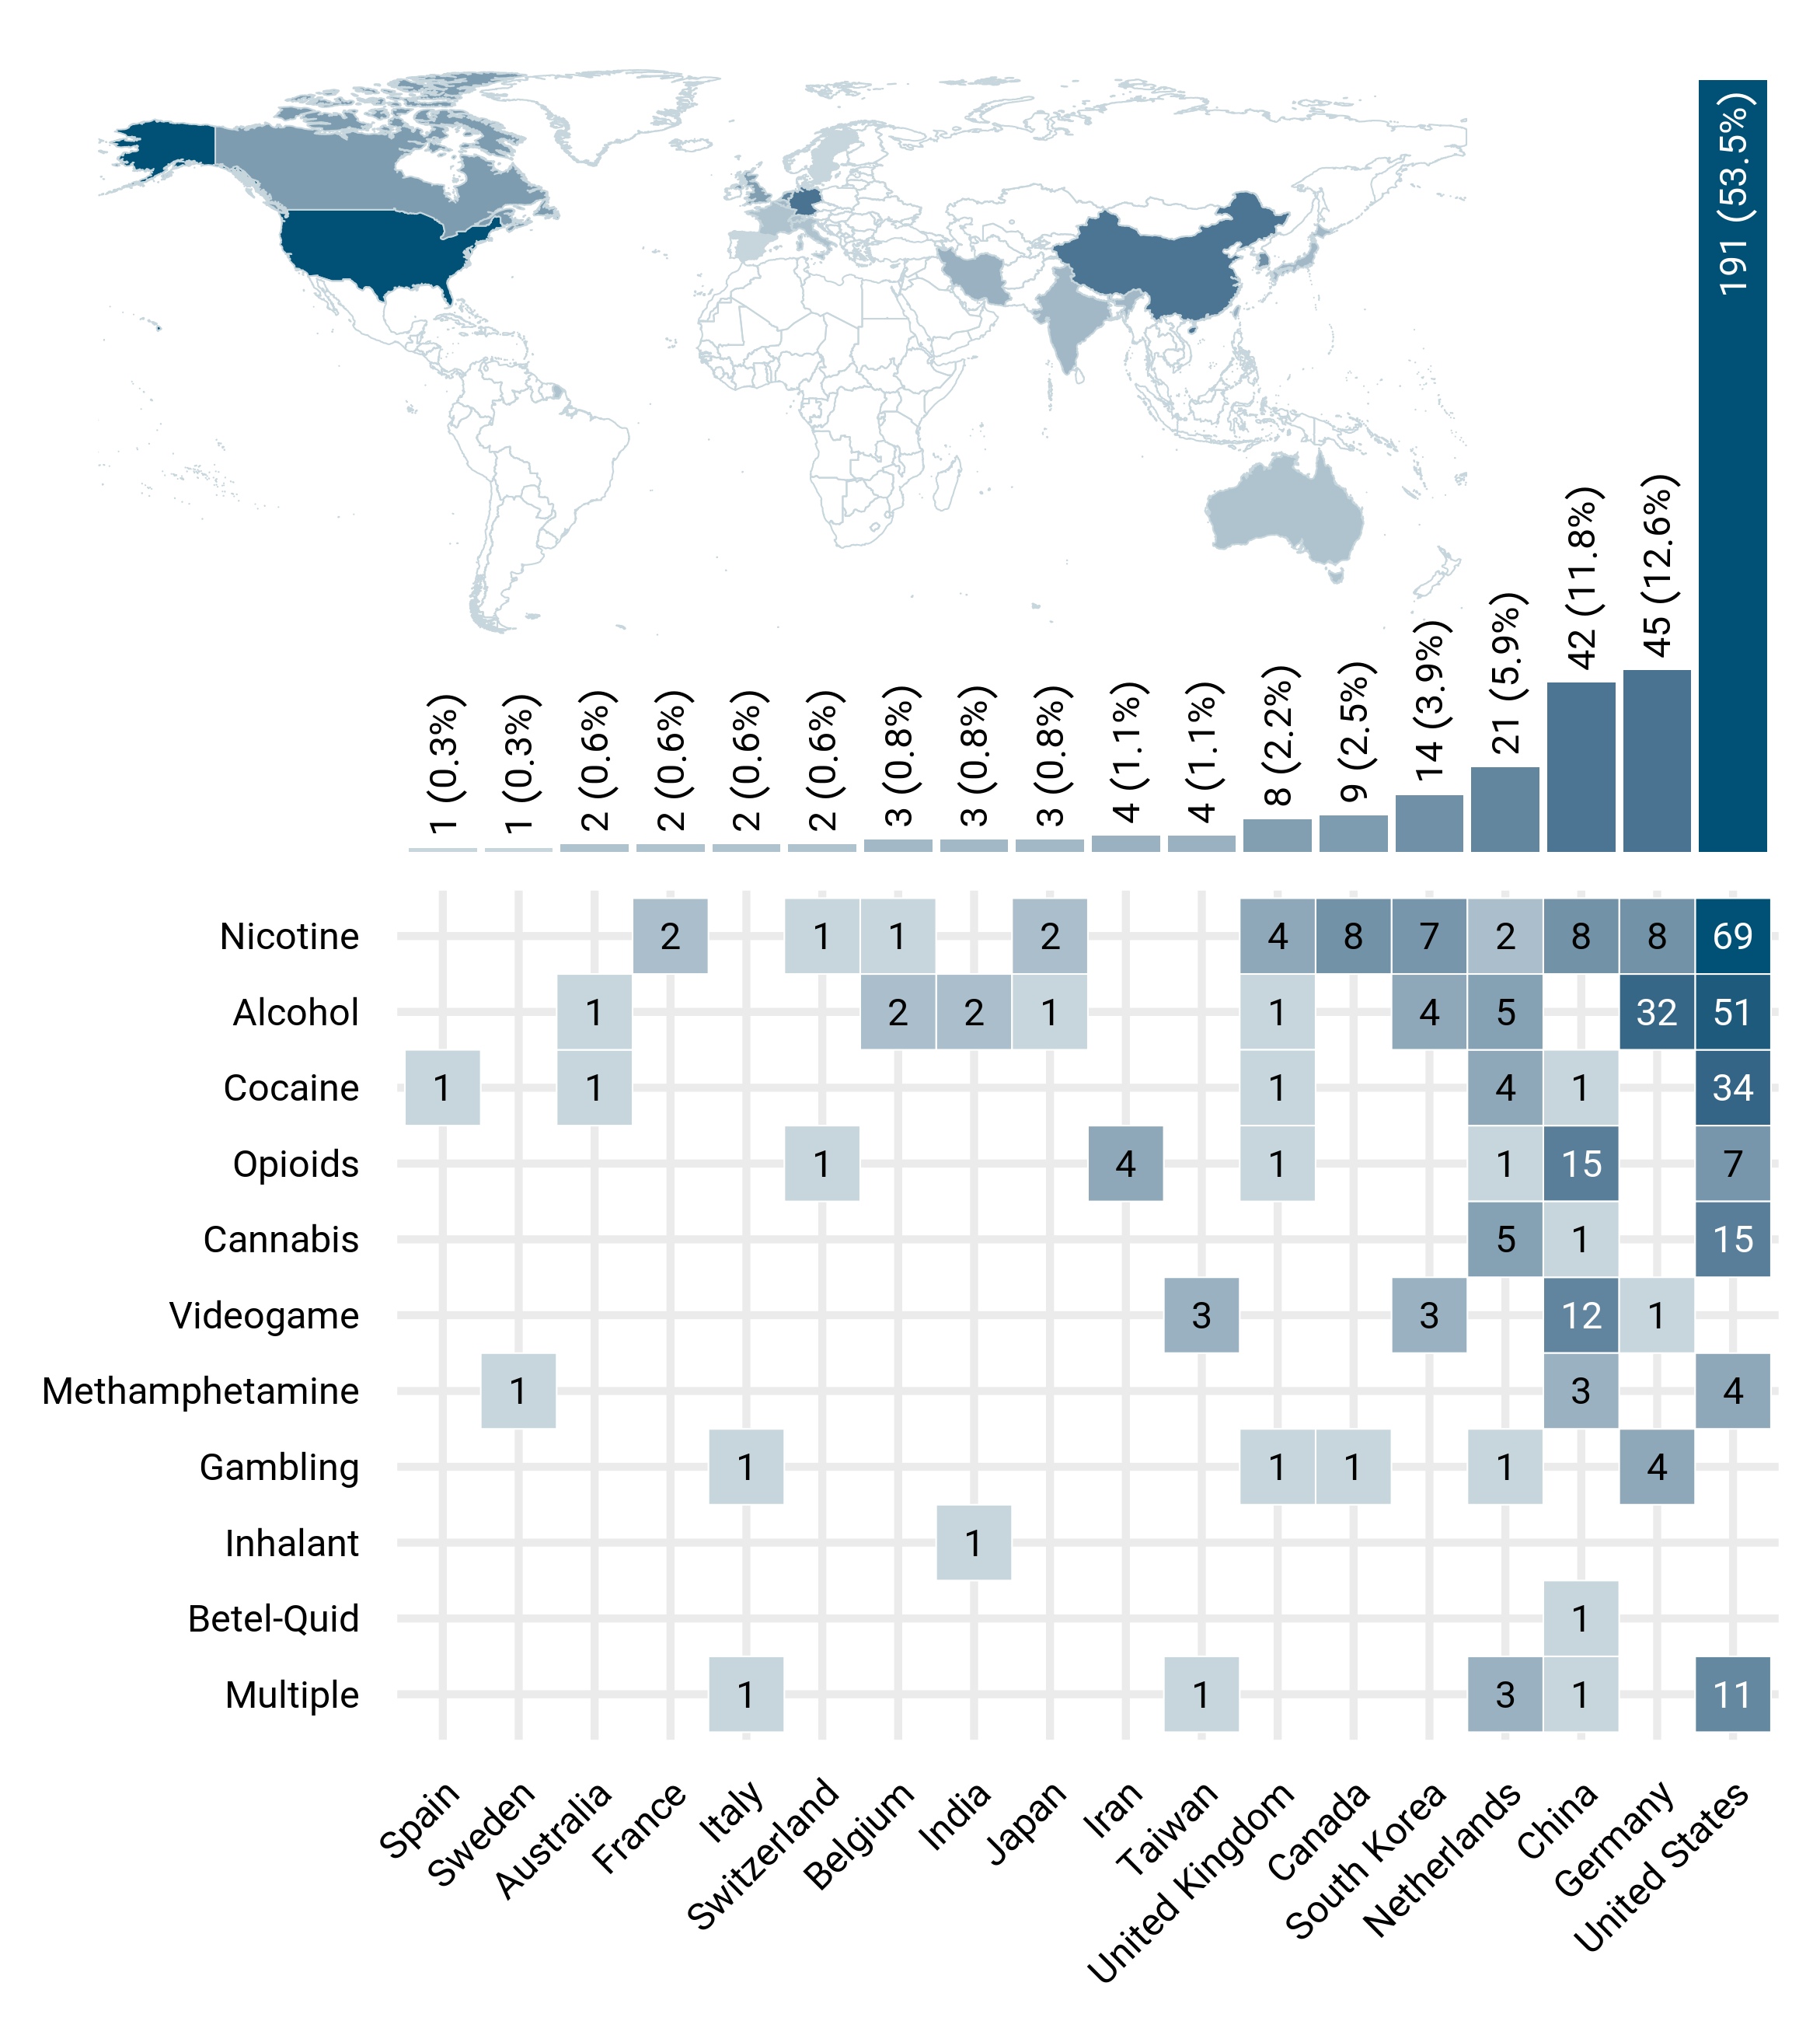 191 (53.5%)
45 (12.6%)
42 (11.8%)
21 (5.9%)
14 (3.9%)
9 (2.5%)
8 (2.2%)
4 (1.1%)
4 (1.1%)
3 (0.8%)
3 (0.8%)
3 (0.8%)
2 (0.6%)
2 (0.6%)
2 (0.6%)
2 (0.6%)
1 (0.3%)
1 (0.3%)
Nicotine 2 1 1 2 4 8 7 2 8 8 69
Alcohol 1 2 2 1 1 4 5 32 51
Cocaine 1 1 1 4 1 34
Opioids 1 4 1 1 15 7
Cannabis 5 1 15
Videogame 3 3 12 1
Methamphetamine 1 3 4
Gambling 1 1 1 1 4
Inhalant 1
Betel-Quid 1
Multiple 1 1 3 1 11
Spain
Sweden
Australia
France
Italy
Switzerland
Belgium
India
Japan
Iran
Taiwan
United Kingdom
Canada
South Korea
Netherlands
China
Germany
United States